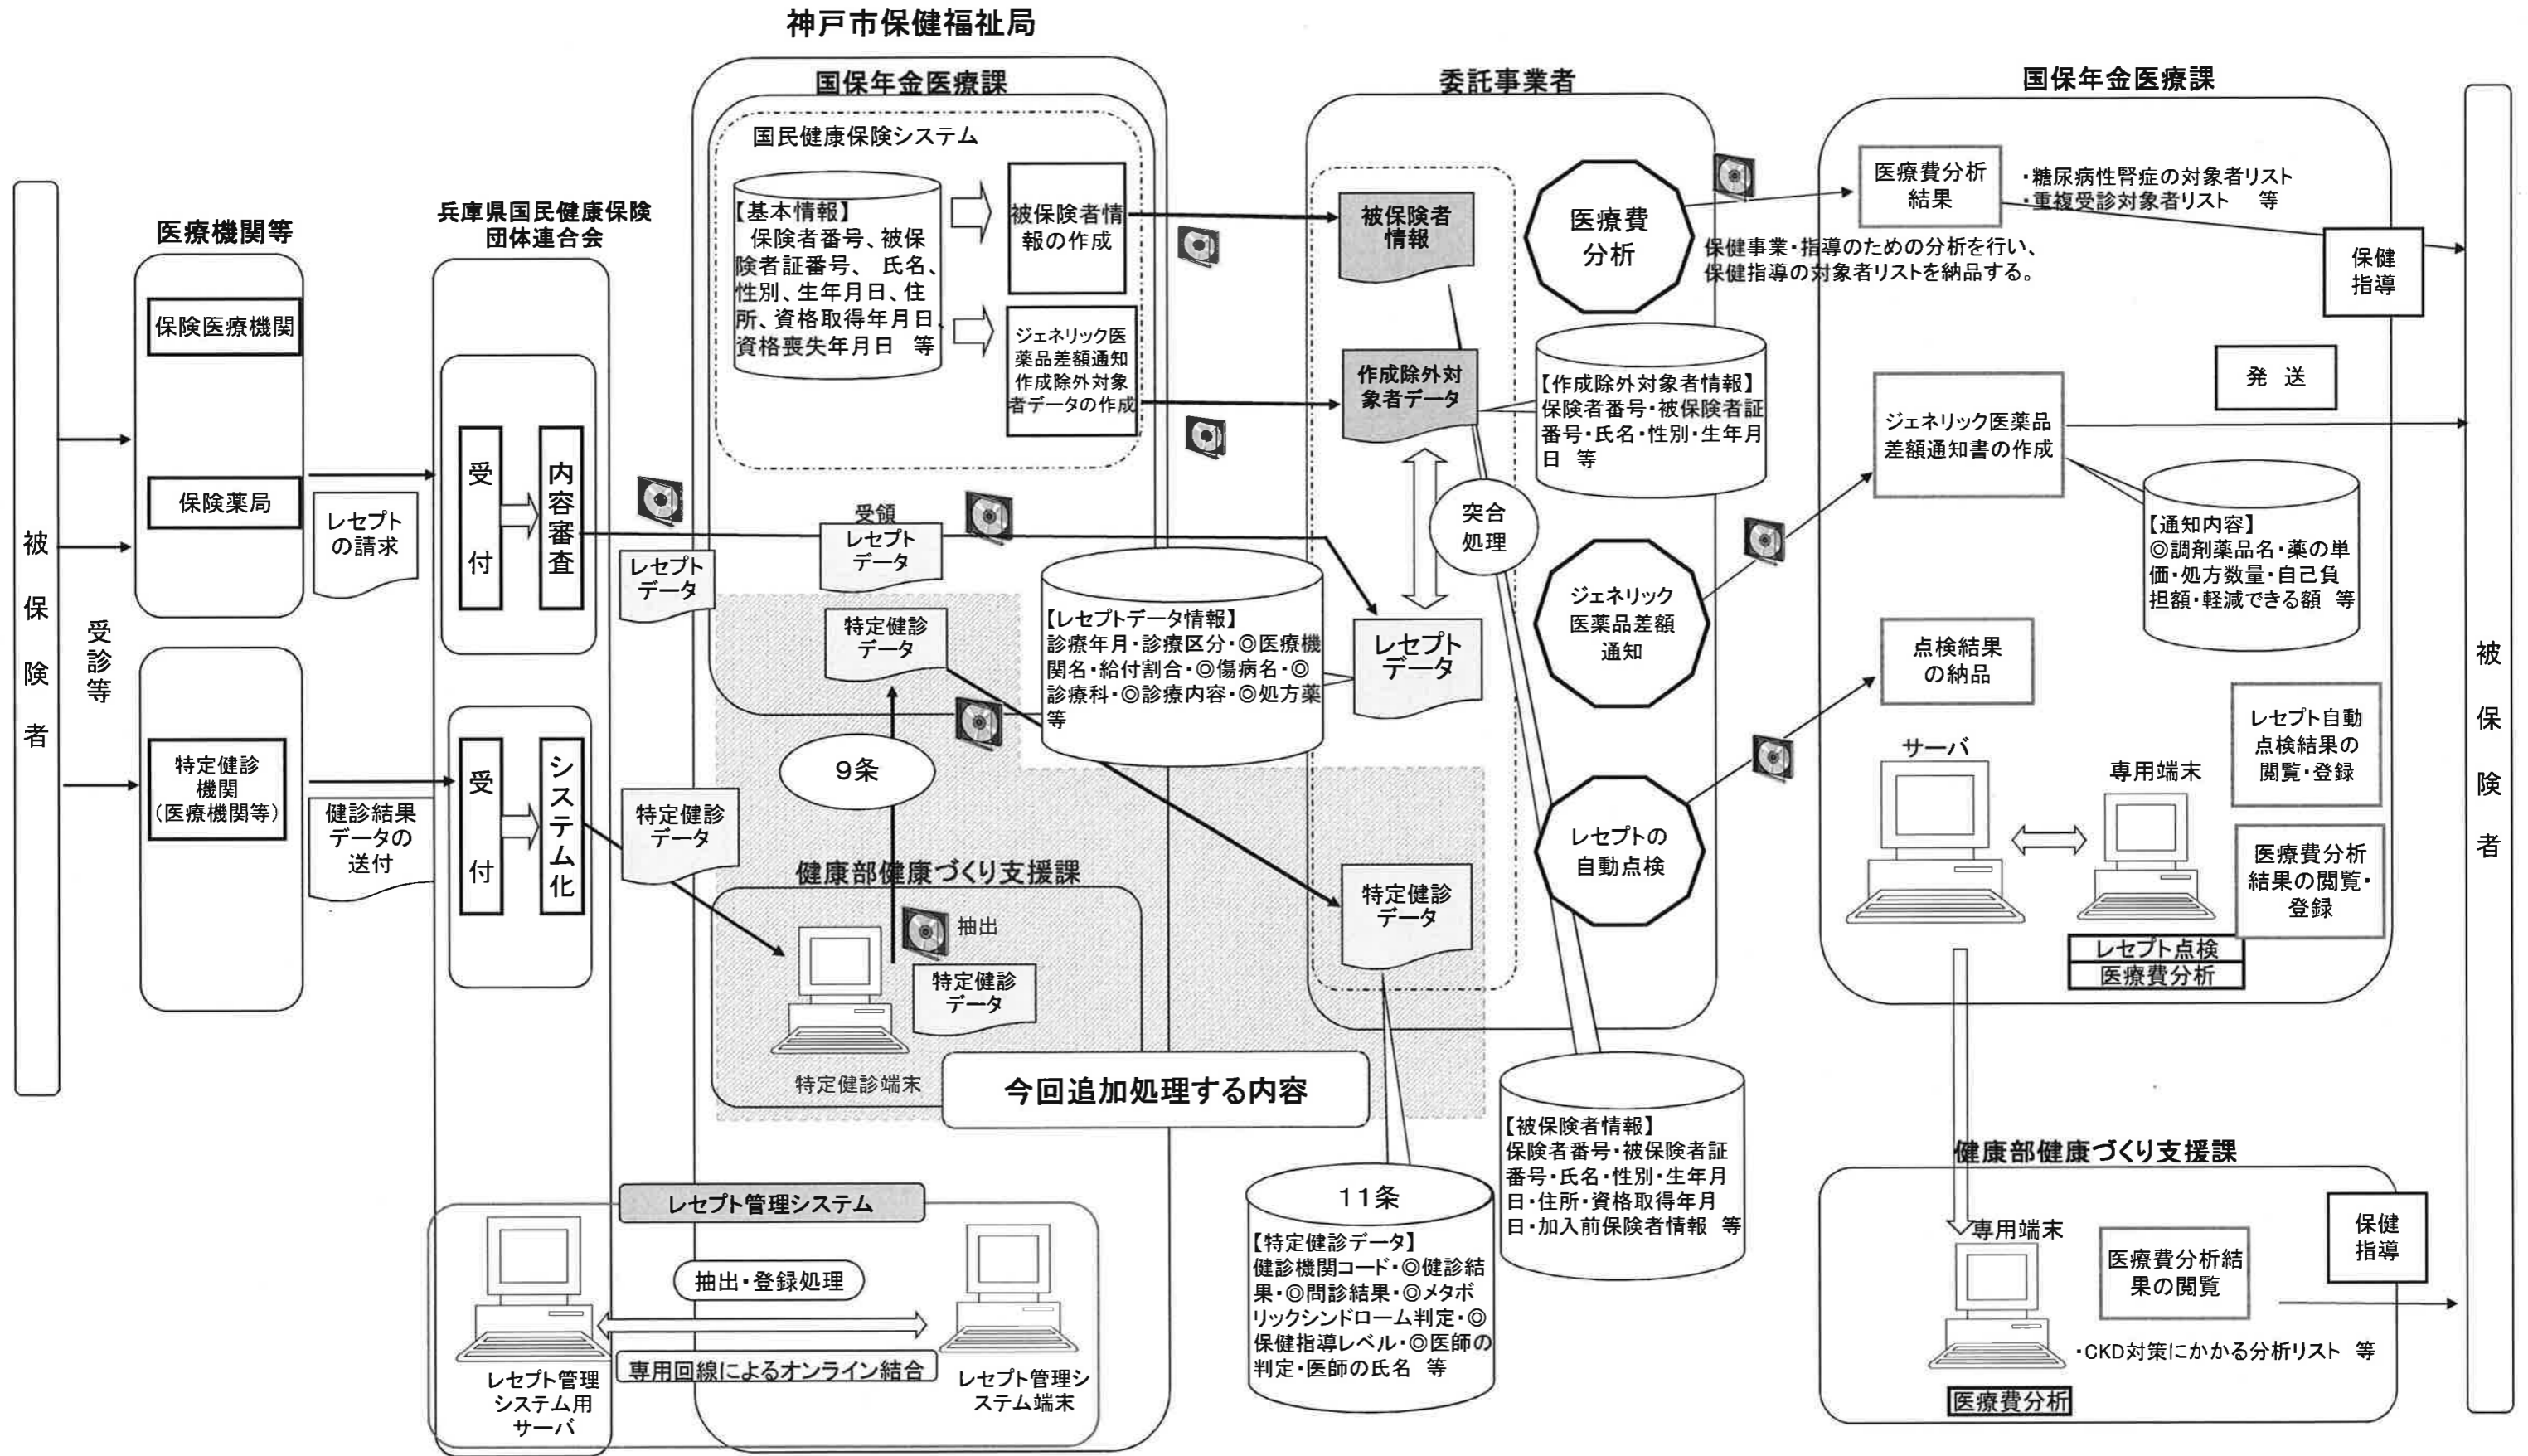 神戸市保健福祉局
国保年金医療課
委託事業者
国保年金医療課
被保険者
受診等
医療機関等
保険医療機関
保険薬局
特定健診
機関
(医療機関等)
レセプト
の請求
健診結果
データの
送付
兵庫県国民健康保険
団体連合会
受付
内容審査
受付
システム化
レセプト
データ
特定健診
データ
国民健康保険システム
【基本情報】
保険者番号、被保
険者証番号、 氏名、
性別、生年月日、住
所、資格取得年月日、
資格喪失年月日 等
被保険者情
報の作成
ジェネリック医
薬品差額通知
作成除外対象
者データの作成
受領
レセプト
データ
特定健診
データ
9条
健康部健康づくり支援課
抽出
特定健診
データ
特定健診端末
今回追加処理する内容
【レセプトデータ情報】
診療年月・診療区分・◎医療機
関名・給付割合・◎傷病名・◎
診療科・◎診療内容・◎処方薬
等
レセプト管理システム
抽出・登録処理
専用回線によるオンライン結合
レセプト管理
システム用
サーバ
レセプト管理シ
ステム端末
被保険者
情報
作成除外対
象者データ
突合
処理
レセプト
データ
特定健診
データ
医療費
分析
保健事業・指導のための分析を行い、
保健指導の対象者リストを納品する。
【作成除外対象者情報】
保険者番号・被保険者証
番号・氏名・性別・生年月
日 等
ジェネリック
医薬品差額
通知
レセプトの
自動点検
【被保険者情報】
保険者番号・被保険者証
番号・氏名・性別・生年月
日・住所・資格取得年月
日・加入前保険者情報 等
11条
【特定健診データ】
健診機関コード・◎健診結
果・◎問診結果・◎メタボ
リックシンドローム判定・◎
保健指導レベル・◎医師の
判定・医師の氏名 等
医療費分析
結果
・糖尿病性腎症の対象者リスト
・重複受診対象者リスト 等
保健
指導
発 送
ジェネリック医薬品
差額通知書の作成
【通知内容】
◎調剤薬品名・薬の単
価・処方数量・自己負
担額・軽減できる額 等
点検結果
の納品
サーバ
専用端末
レセプト自動
点検結果の
閲覧・登録
医療費分析
結果の閲覧・
登録
レセプト点検
医療費分析
健康部健康づくり支援課
専用端末
医療費分析結
果の閲覧
保健
指導
・CKD対策にかかる分析リスト 等
医療費分析
被保険者